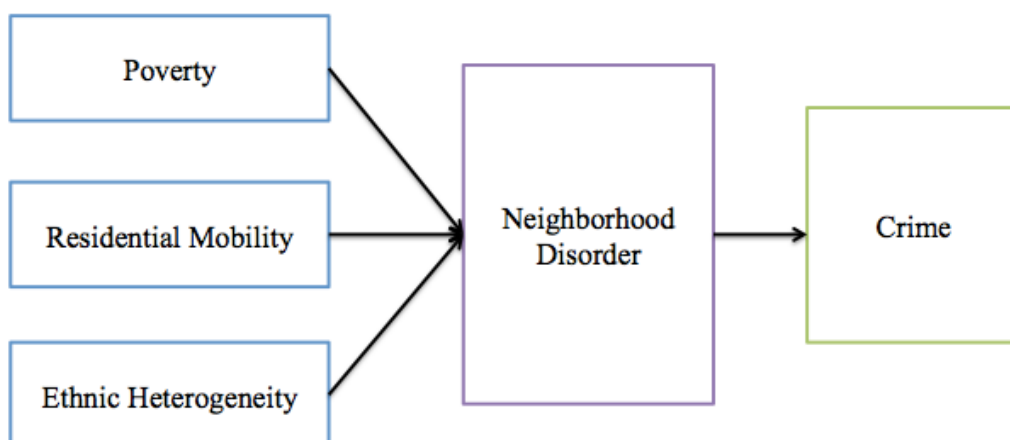 Poverty
Residential Mobility
Ethnic Heterogeneity
Neighborhood
Disorder
Crime